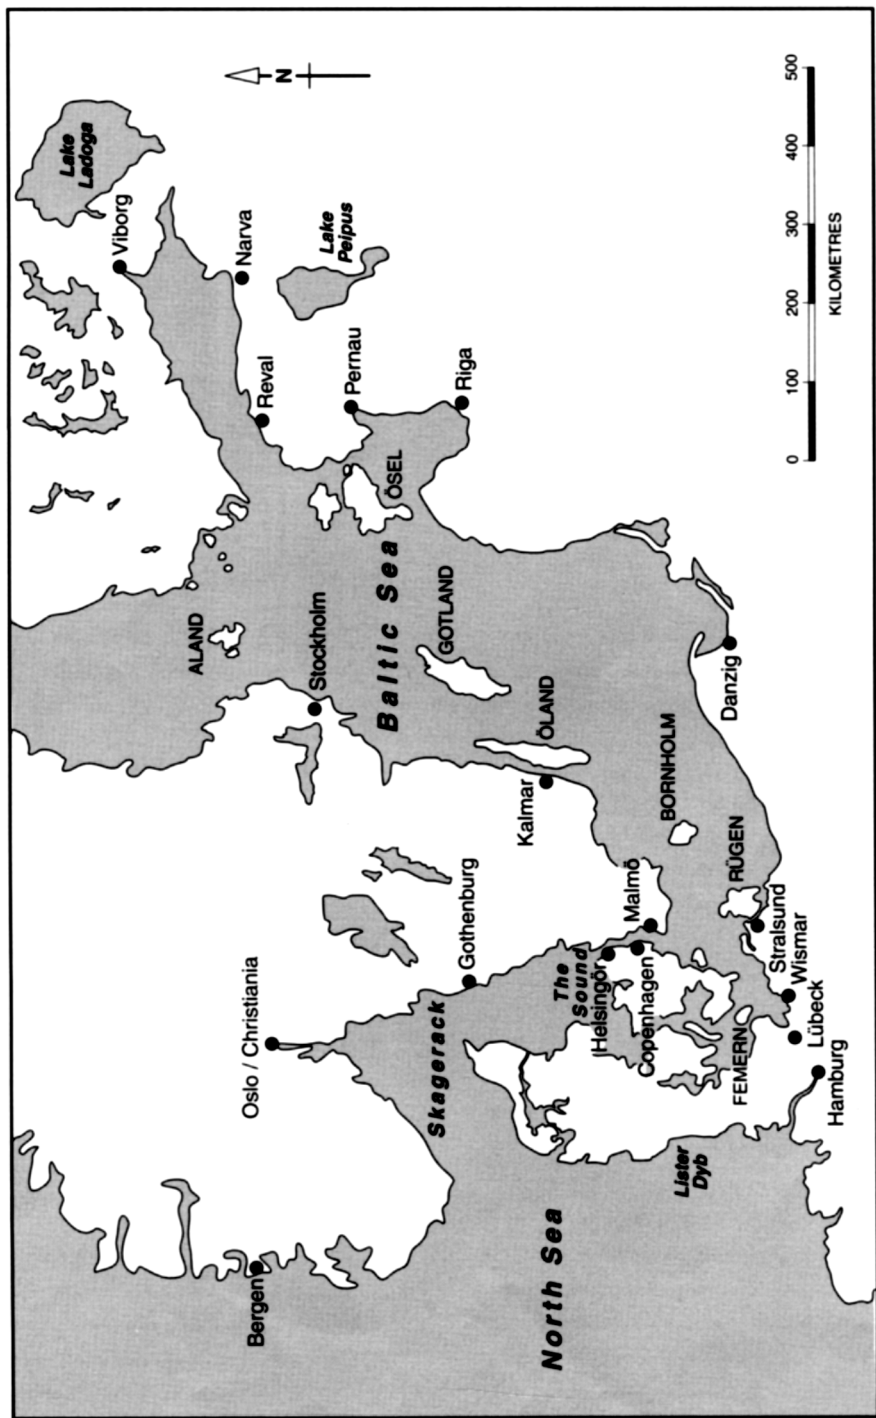 Lake
Ladoga
Viborg
N
Narva
Lake
Peipus
Reval
Pernau
Riga
ÖSEL
ALAND
Stockholm
Baltic Sea
GOTLAND
ÖLAND
Kalmar
Danzig
BORNHOLM
RÜGEN
Oslo / Christiania
Gothenburg
Skagerack
The
Sound
Malmö
Helsingör
Copenhagen
Stralsund
Wismar
Lübeck
Hamburg
FEMERN
Bergen
North Sea
Lister
Dyb
0 100 200 300 400 500
KILOMETRES